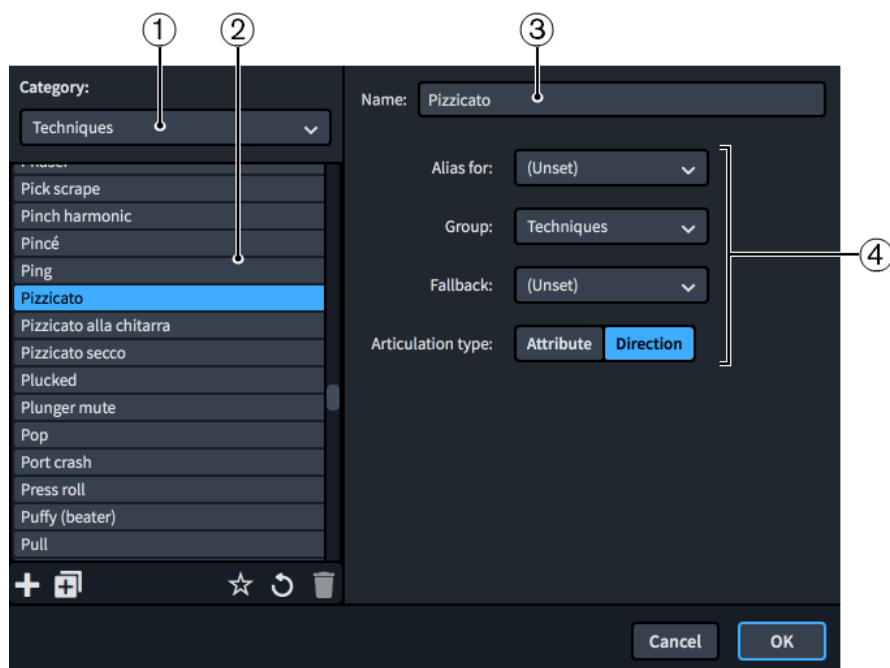 ① ② ③
Category:
Techniques
Name: Pizzicato
Pick scrape
Pinch harmonic
Pincé
Ping
Pizzicato
Pizzicato alla chitarra
Pizzicato secco
Plucked
Plunger mute
Pop
Port crash
Press roll
Puffy (beater)
Pull
Alias for: (Unset)
Group: Techniques
Fallback: (Unset)
Articulation type: Attribute Direction
④
Cancel OK